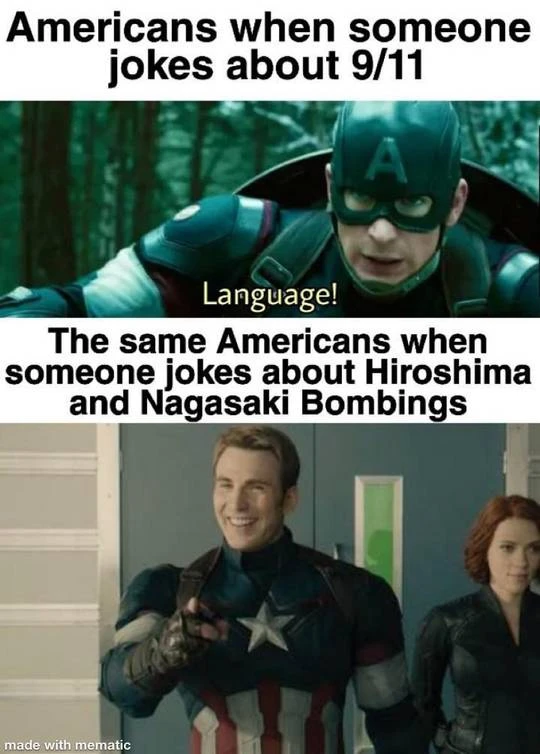 Americans when someone
jokes about 9/11
A
Language!
The same Americans when
someone jokes about Hiroshima
and Nagasaki Bombings
made with mematic